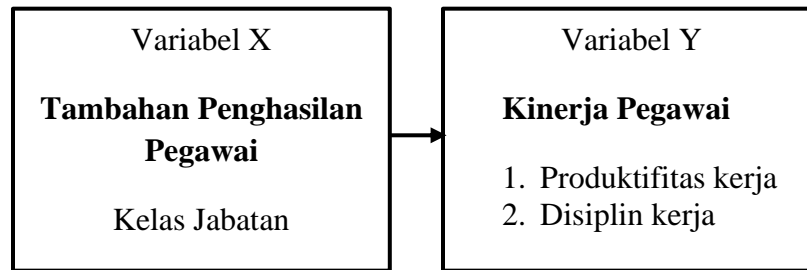 Variabel X
Tambahan Penghasilan
Pegawai
Kelas Jabatan
Variabel Y
Kinerja Pegawai
1. Produktifitas kerja
2. Disiplin kerja